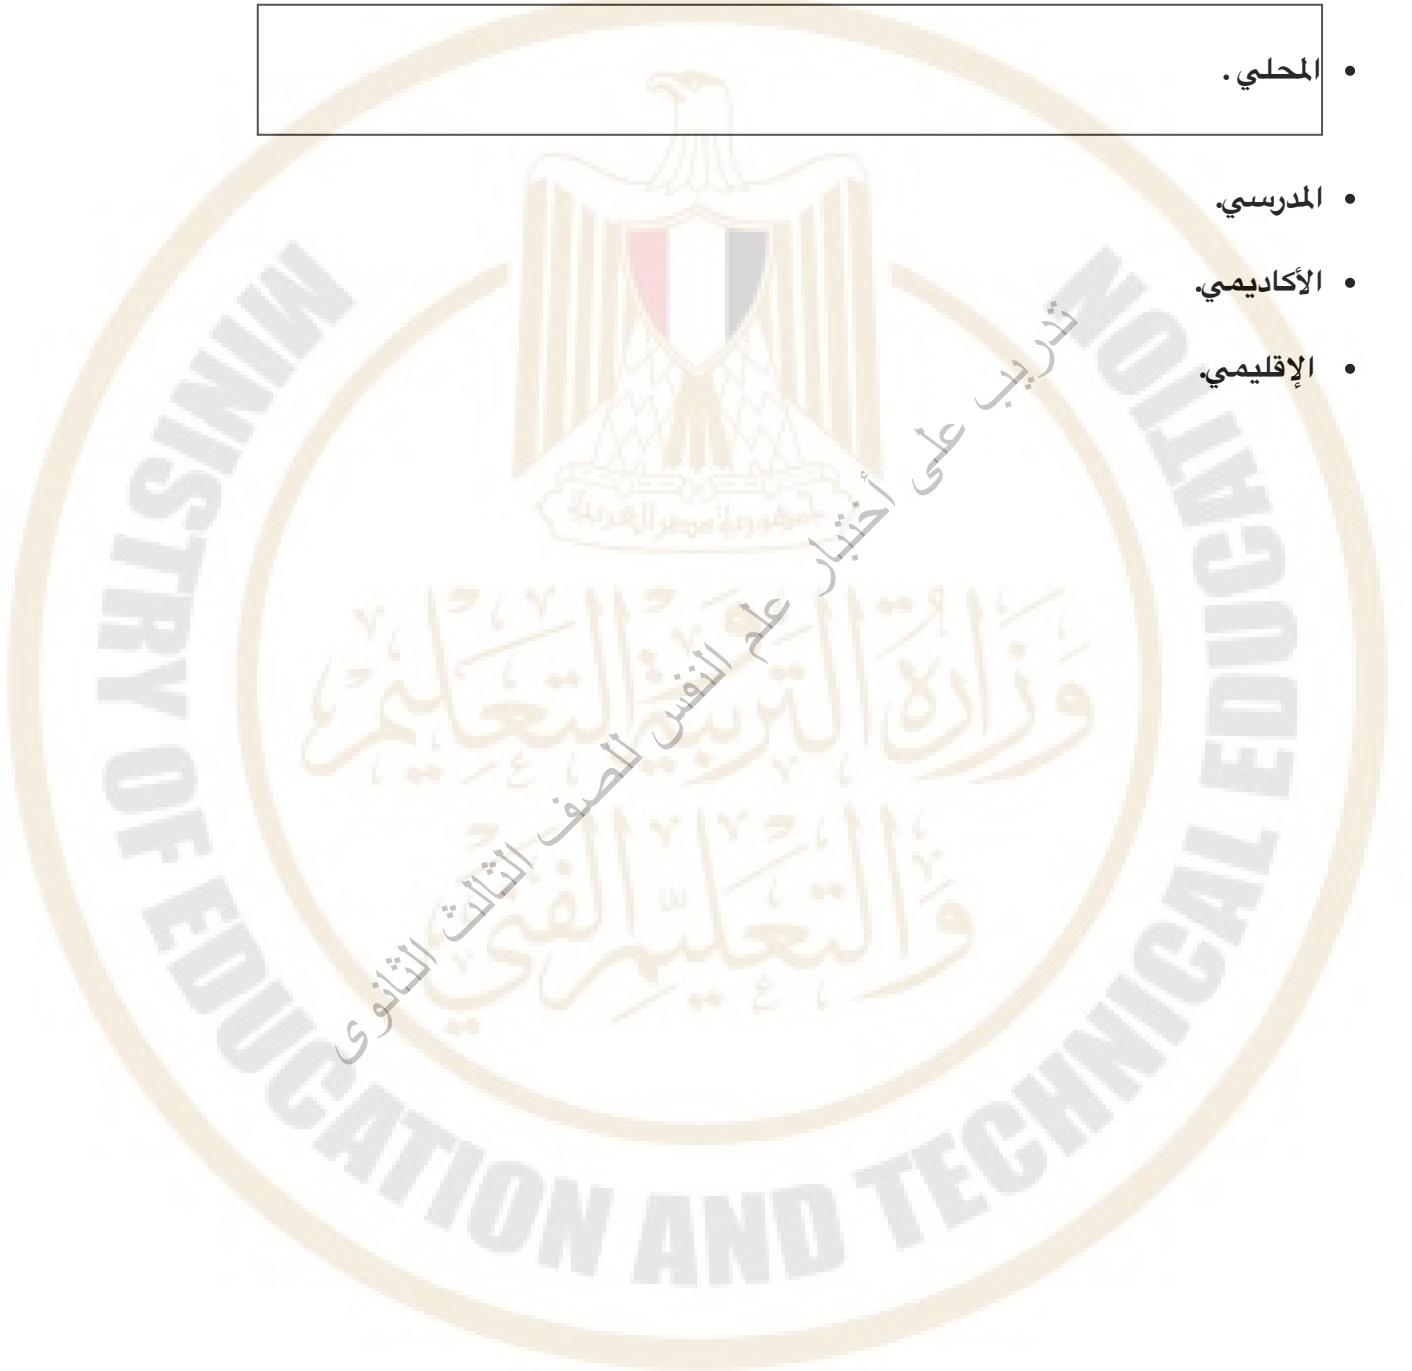 • المحلي .
• المدرسي.
• الأكاديمي.
• الإقليمي.
تدريب على أختبار علم النفس للصف الثالث الثانوى
جمهورية مصر العربية
وزارة التربية والتعليم
والتعليم الفني
MINISTRY OF EDUCATION AND TECHNICAL EDUCATION